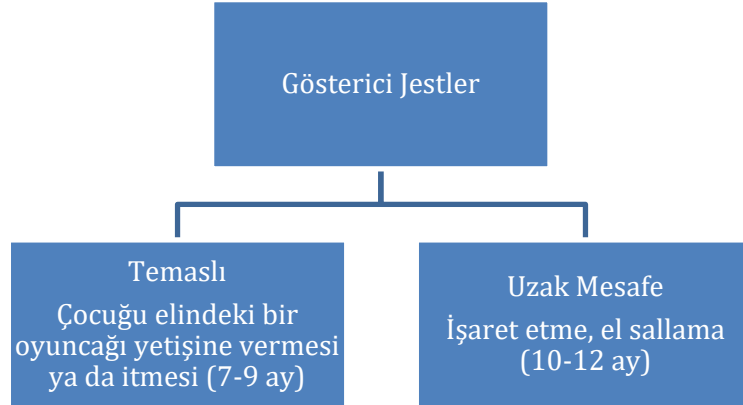 Gösterici Jestler
Temaslı
Çocuğu elindeki bir
oyuncağı yetişine vermesi
ya da itmesi (7-9 ay)
Uzak Mesafe
İşaret etme, el sallama
(10-12 ay)